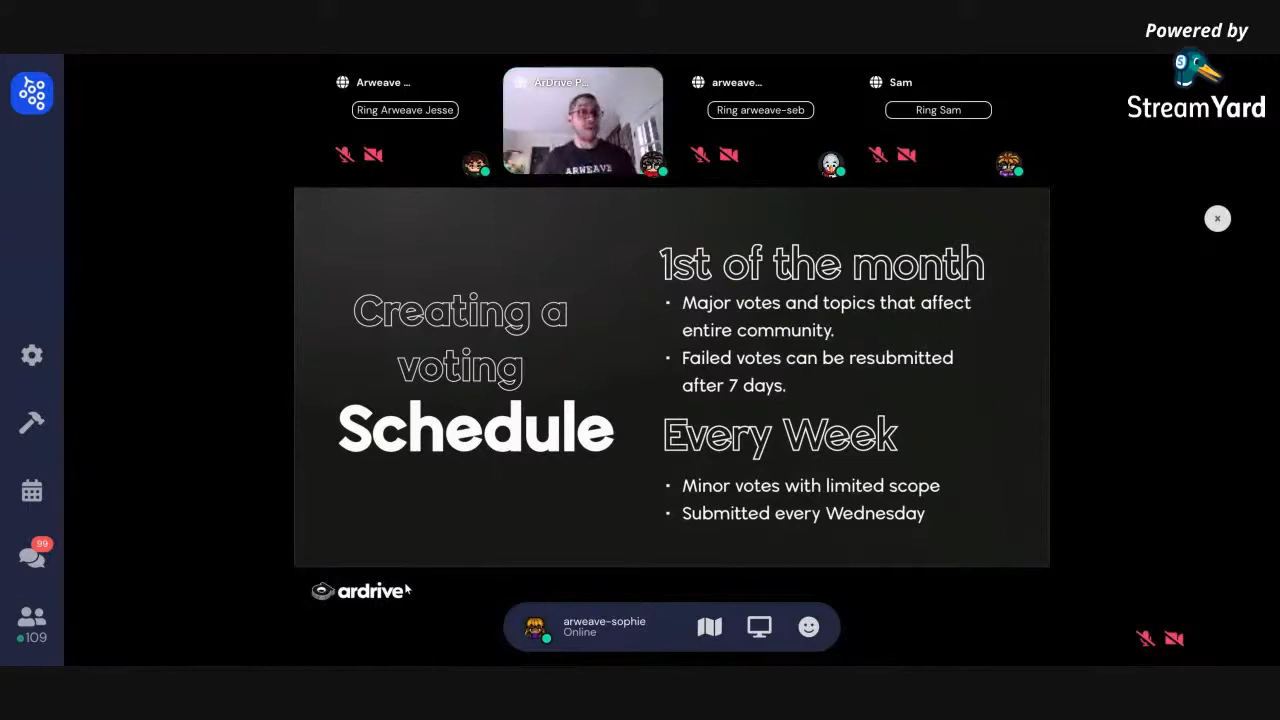 Powered by
StreamYard
Arweave ...
Ring Arweave Jesse
ArDrive P...
ARWEAVE
arweave...
Ring arweave-seb
Sam
Ring Sam
×
Creating a
voting
Schedule
1st of the month
· Major votes and topics that affect
entire community.
· Failed votes can be resubmitted
after 7 days.
Every Week
· Minor votes with limited scope
· Submitted every Wednesday
ardrive
99
109
arweave-sophie
Online